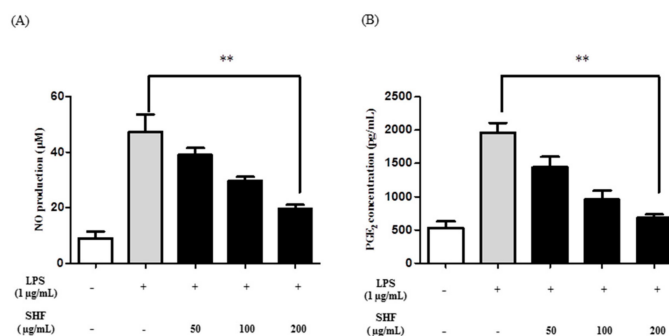 (A)
**
NO production (µM)
60
40
20
0
LPS
(1 µg/mL)
- + + + +
SHF
(µg/mL)
- - 50 100 200
(B)
**
PGE2 concentration (pg/mL)
2500
2000
1500
1000
500
0
LPS
(1 µg/mL)
- + + + +
SHF
(µg/mL)
- - 50 100 200